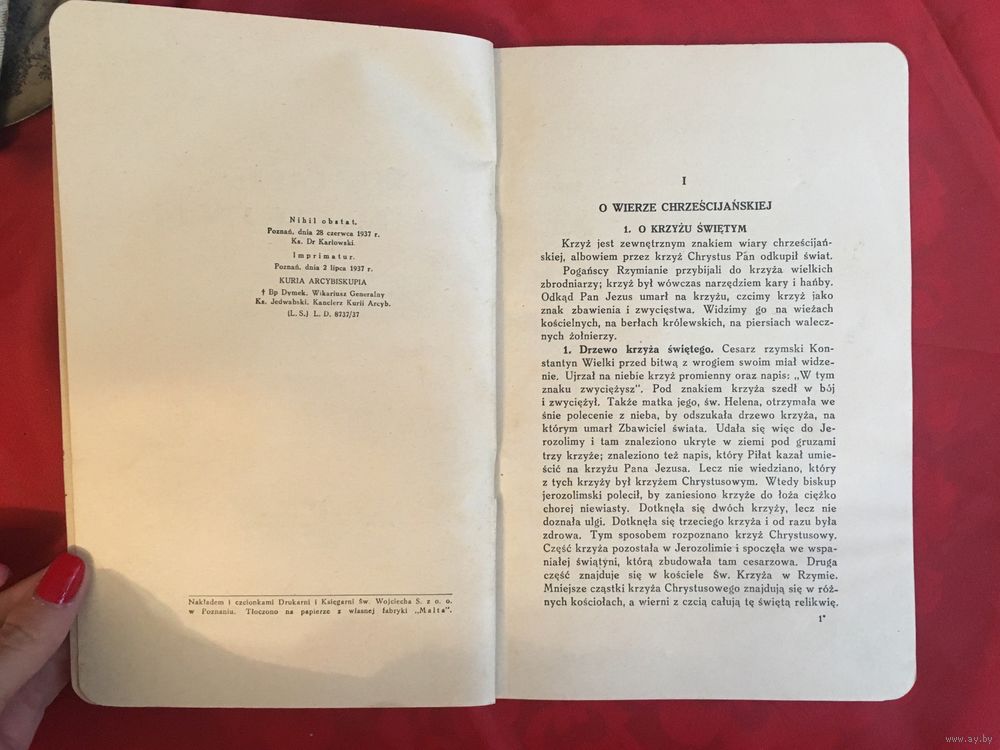 Nihil obstat.
Poznań, dnia 28 czerwca 1937 r.
Ks. Dr Karłowski.
Imprimatur.
Poznań, dnia 2 lipca 1937 r.
KURIA ARCYBISKUPIA
† Bp Dymek. Wikariusz Generalny
Ks. Jedwabski. Kanclerz Kurii Arcyb.
(L. S.) L. D. 8737/37
Nakładem i czcionkami Drukarni i Księgarni św. Wojciecha S. z o. o.
w Poznaniu. Tłoczono na papierze z własnej fabryki „Malta”.
I
O WIERZE CHRZEŚCIJAŃSKIEJ
1. O KRZYŻU ŚWIĘTYM
Krzyż jest zewnętrznym znakiem wiary chrześcijań-
skiej, albowiem przez krzyż Chrystus Pan odkupił świat.
Pogańscy Rzymianie przybijali do krzyża wielkich
zbrodniarzy; krzyż był wówczas narzędziem kary i hańby.
Odkąd Pan Jezus umarł na krzyżu, czcimy krzyż jako
znak zbawienia i zwycięstwa. Widzimy go na wieżach
kościelnych, na berłach królewskich, na piersiach walecz-
nych żołnierzy.
1. Drzewo krzyża świętego. Cesarz rzymski Kon-
stantyn Wielki przed bitwą z wrogiem swoim miał widze-
nie. Ujrzał na niebie krzyż promienny oraz napis: „W tym
znaku zwyciężysz”. Pod znakiem krzyża szedł w bój
i zwyciężył. Także matka jego, św. Helena, otrzymała we
śnie polecenie z nieba, by odszukała drzewo krzyża, na
którym umarł Zbawiciel świata. Udała się więc do Je-
rozolimy i tam znaleziono ukryte w ziemi pod gruzami
trzy krzyże; znaleziono też napis, który Piłat kazał umie-
ścić na krzyżu Pana Jezusa. Lecz nie wiedziano, który
z tych krzyży był krzyżem Chrystusowym. Wtedy biskup
jerozolimski polecił, by zaniesiono krzyże do łoża ciężko
chorej niewiasty. Dotknęła się dwóch krzyży, lecz nie
doznała ulgi. Dotknęła się trzeciego krzyża i od razu była
zdrowa. Tym sposobem rozpoznano krzyż Chrystusowy.
Część krzyża pozostała w Jerozolimie i spoczęła we wspa-
niałej świątyni, którą zbudowała tam cesarzowa. Druga
część znajduje się w kościele Św. Krzyża w Rzymie.
Mniejsze cząstki krzyża Chrystusowego znajdują się w róż-
nych kościołach, a wierni z czcią całują tę świętą relikwię.
1*
www.ay.by